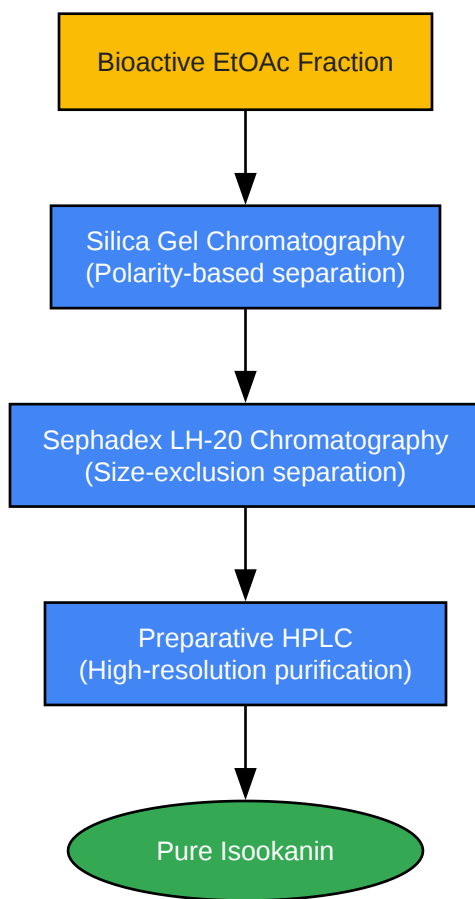 Bioactive EtOAc Fraction
Silica Gel Chromatography
(Polarity-based separation)
Sephadex LH-20 Chromatography
(Size-exclusion separation)
Preparative HPLC
(High-resolution purification)
Pure Isookanin